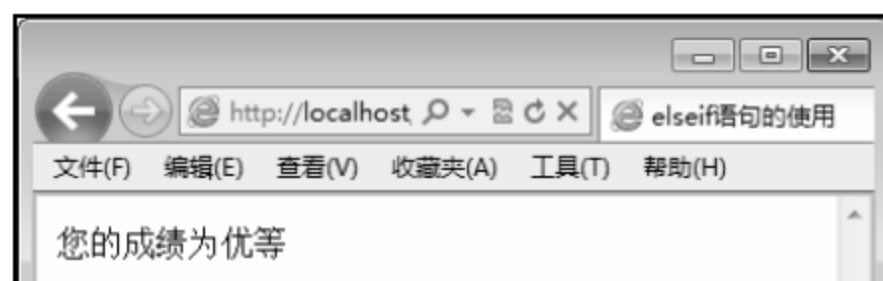 http://localhost
elseif语句的使用
文件(F) 编辑(E) 查看(V) 收藏夹(A) 工具(T) 帮助(H)
您的成绩为优等